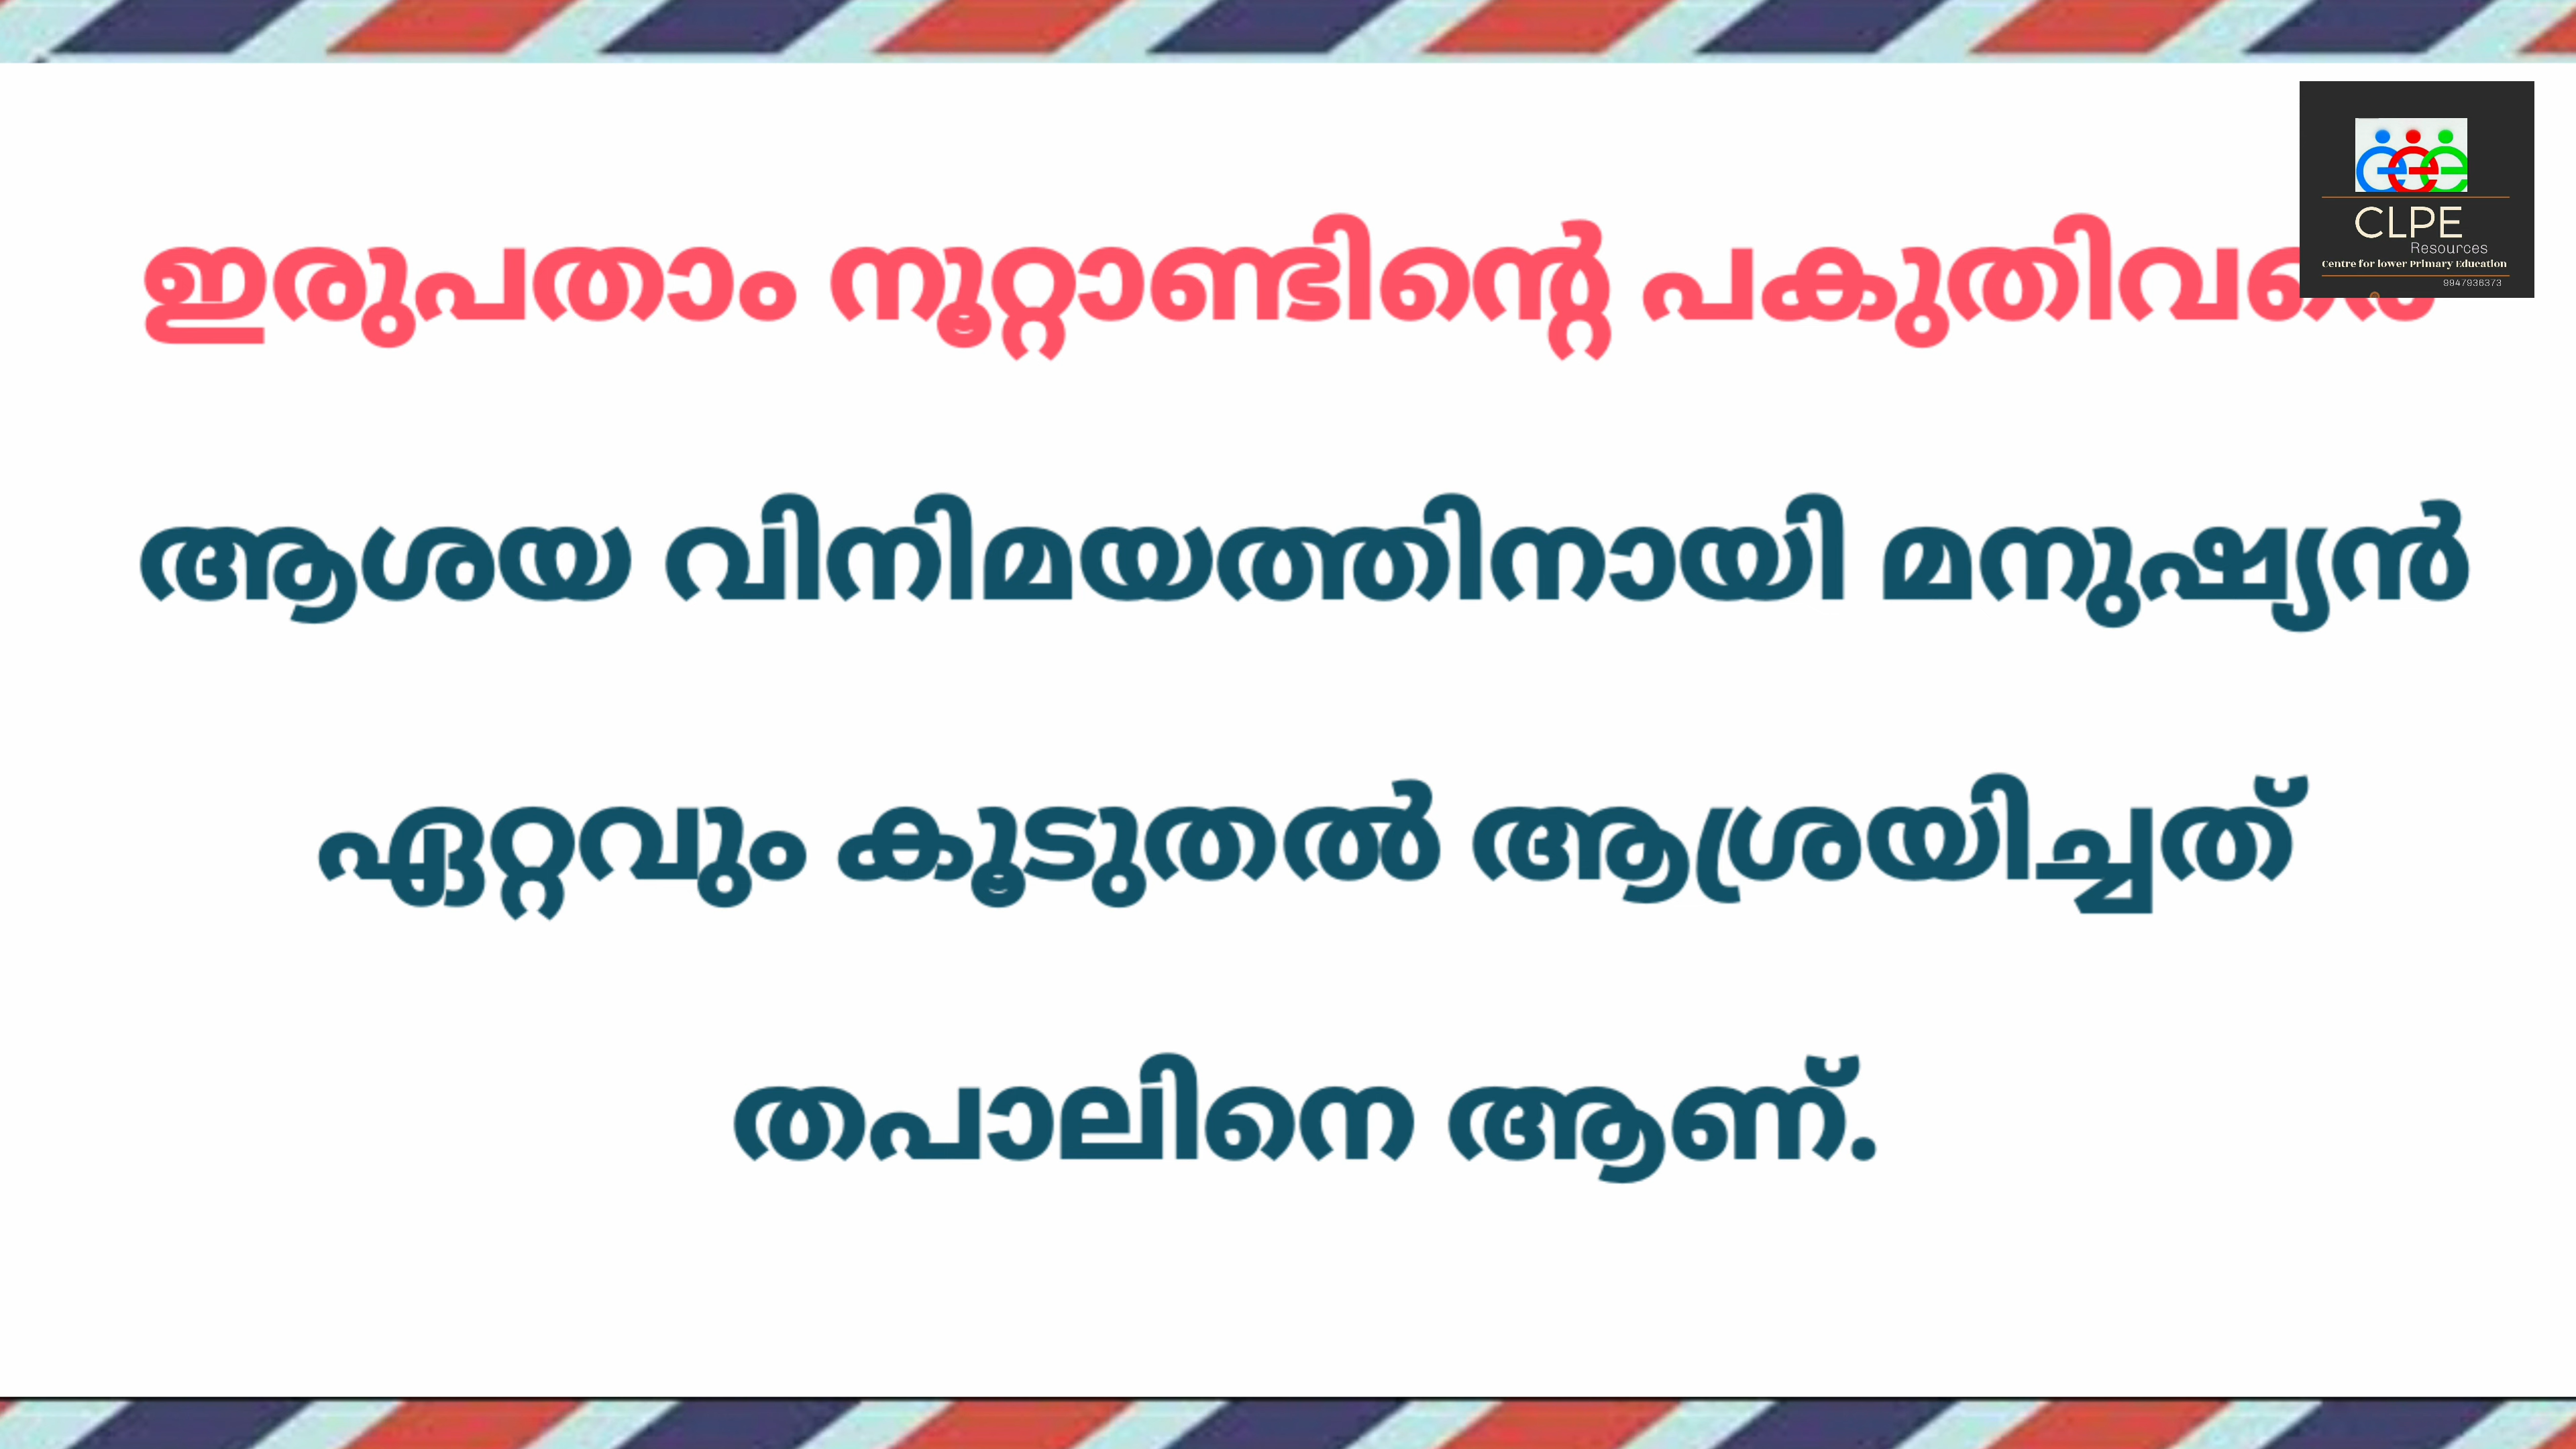 ഇരുപതാം നൂറ്റാണ്ടിന്റെ പകുതിവരെ
CLPE
Resources
Centre for lower Primary Education
9947936373
ആശയ വിനിമയത്തിനായി മനുഷ്യൻ
ഏറ്റവും കൂടുതൽ ആശ്രയിച്ചത്
തപാലിനെ ആണ്.